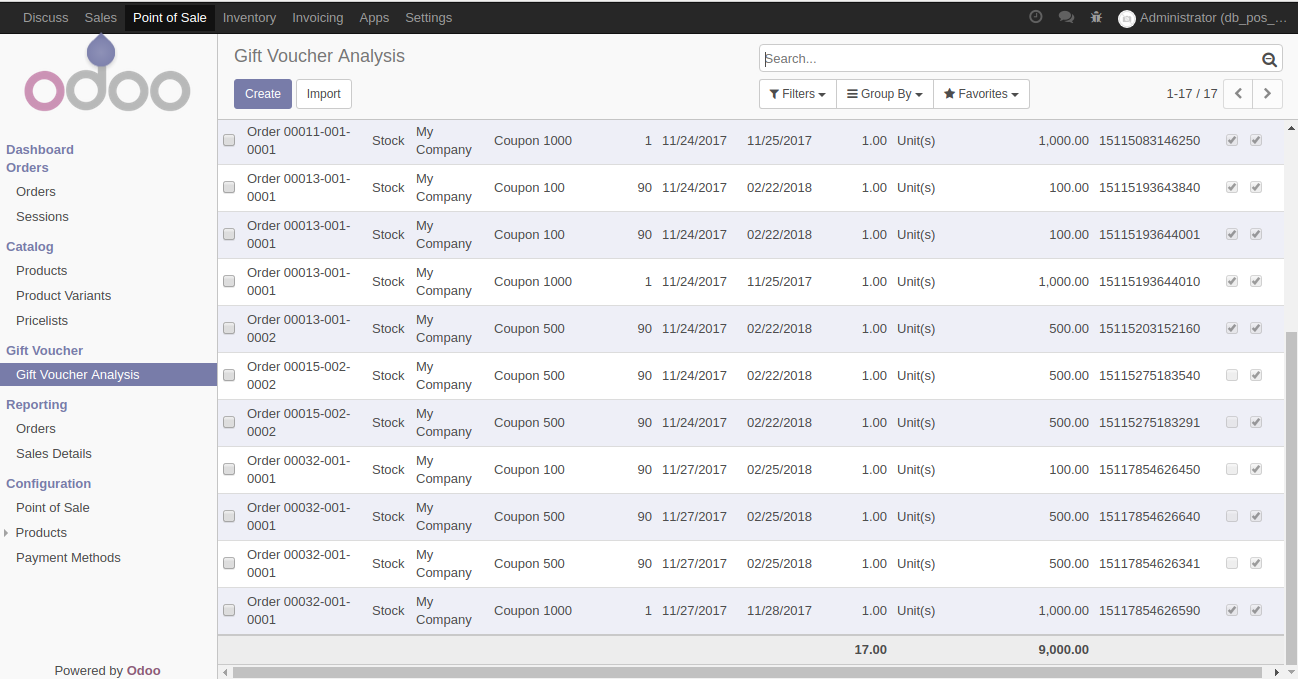 Discuss Sales Point of Sale Inventory Invoicing Apps Settings Administrator (db_pos_...
odoo
Dashboard
Orders
Orders
Sessions
Catalog
Products
Product Variants
Pricelists
Gift Voucher
Gift Voucher Analysis
Reporting
Orders
Sales Details
Configuration
Point of Sale
Products
Payment Methods
Powered by Odoo
Gift Voucher Analysis
Search...
Create Import Filters Group By Favorites 1-17 / 17
Order 00011-001-
0001 Stock My
Company Coupon 1000 1 11/24/2017 11/25/2017 1.00 Unit(s) 1,000.00 15115083146250
Order 00013-001-
0001 Stock My
Company Coupon 100 90 11/24/2017 02/22/2018 1.00 Unit(s) 100.00 15115193643840
Order 00013-001-
0001 Stock My
Company Coupon 100 90 11/24/2017 02/22/2018 1.00 Unit(s) 100.00 15115193644001
Order 00013-001-
0001 Stock My
Company Coupon 1000 1 11/24/2017 11/25/2017 1.00 Unit(s) 1,000.00 15115193644010
Order 00013-001-
0002 Stock My
Company Coupon 500 90 11/24/2017 02/22/2018 1.00 Unit(s) 500.00 15115203152160
Order 00015-002-
0002 Stock My
Company Coupon 500 90 11/24/2017 02/22/2018 1.00 Unit(s) 500.00 15115275183540
Order 00015-002-
0002 Stock My
Company Coupon 500 90 11/24/2017 02/22/2018 1.00 Unit(s) 500.00 15115275183291
Order 00032-001-
0001 Stock My
Company Coupon 100 90 11/27/2017 02/25/2018 1.00 Unit(s) 100.00 15117854626450
Order 00032-001-
0001 Stock My
Company Coupon 500 90 11/27/2017 02/25/2018 1.00 Unit(s) 500.00 15117854626640
Order 00032-001-
0001 Stock My
Company Coupon 500 90 11/27/2017 02/25/2018 1.00 Unit(s) 500.00 15117854626341
Order 00032-001-
0001 Stock My
Company Coupon 1000 1 11/27/2017 11/28/2017 1.00 Unit(s) 1,000.00 15117854626590
17.00 9,000.00